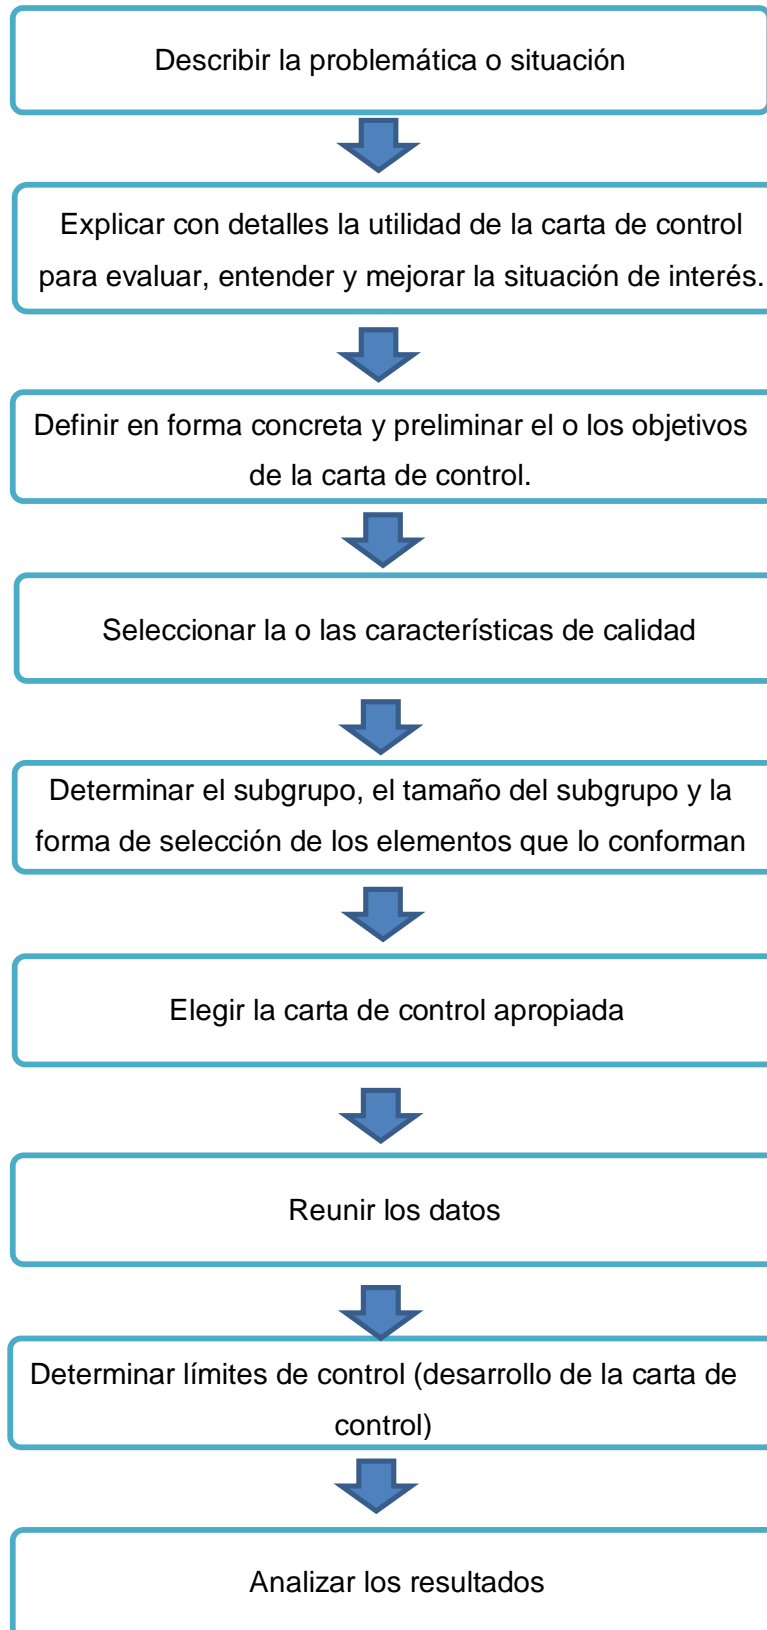 Describir la problemática o situación
Explicar con detalles la utilidad de la carta de control
para evaluar, entender y mejorar la situación de interés.
Definir en forma concreta y preliminar el o los objetivos
de la carta de control.
Seleccionar la o las características de calidad
Determinar el subgrupo, el tamaño del subgrupo y la
forma de selección de los elementos que lo conforman
Elegir la carta de control apropiada
Reunir los datos
Determinar límites de control (desarrollo de la carta de
control)
Analizar los resultados